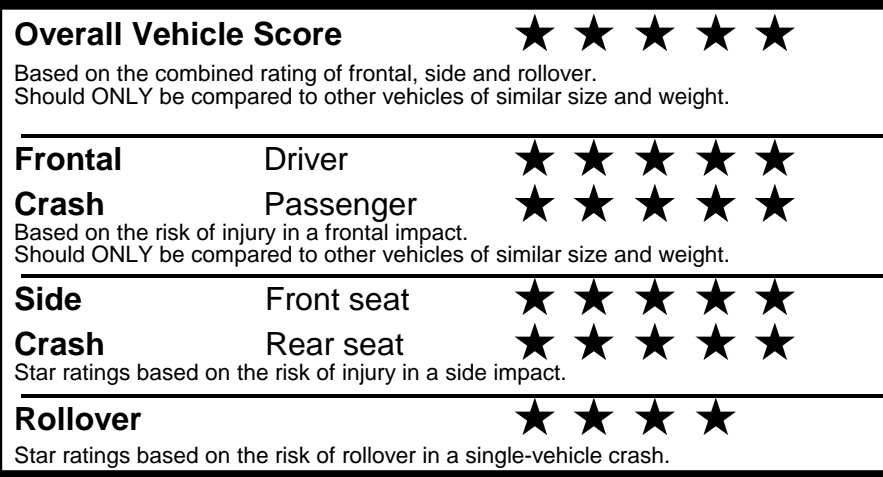 Overall Vehicle Score ★ ★ ★ ★ ★
Based on the combined rating of frontal, side and rollover.
Should ONLY be compared to other vehicles of similar size and weight.
Frontal Driver ★ ★ ★ ★ ★
Crash Passenger ★ ★ ★ ★ ★
Based on the risk of injury in a frontal impact.
Should ONLY be compared to other vehicles of similar size and weight.
Side Front seat ★ ★ ★ ★ ★
Crash Rear seat ★ ★ ★ ★ ★
Star ratings based on the risk of injury in a side impact.
Rollover ★ ★ ★ ★
Star ratings based on the risk of rollover in a single-vehicle crash.